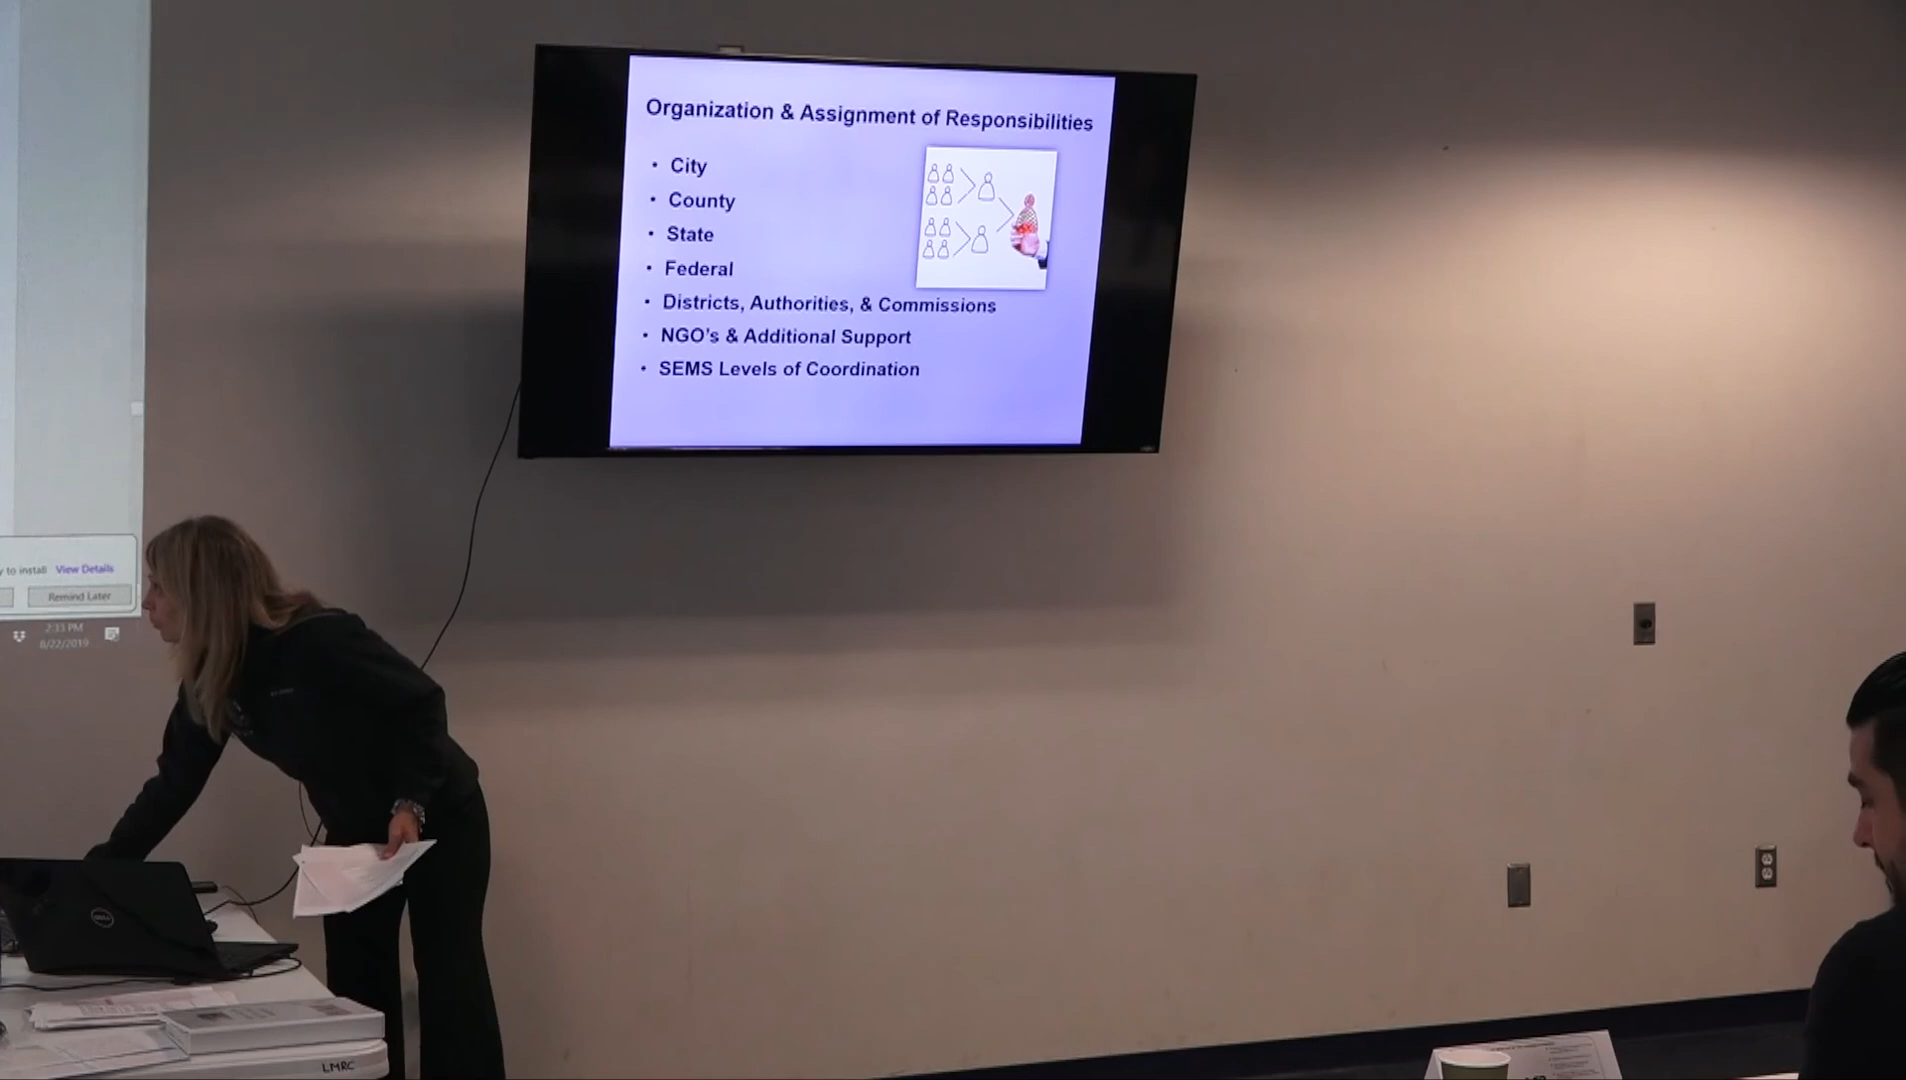 Organization & Assignment of Responsibilities
• City
• County
• State
• Federal
• Districts, Authorities, & Commissions
• NGO's & Additional Support
• SEMS Levels of Coordination
to install View Details
Remind Later
2:33 PM
8/22/2019
DELL
LMRC